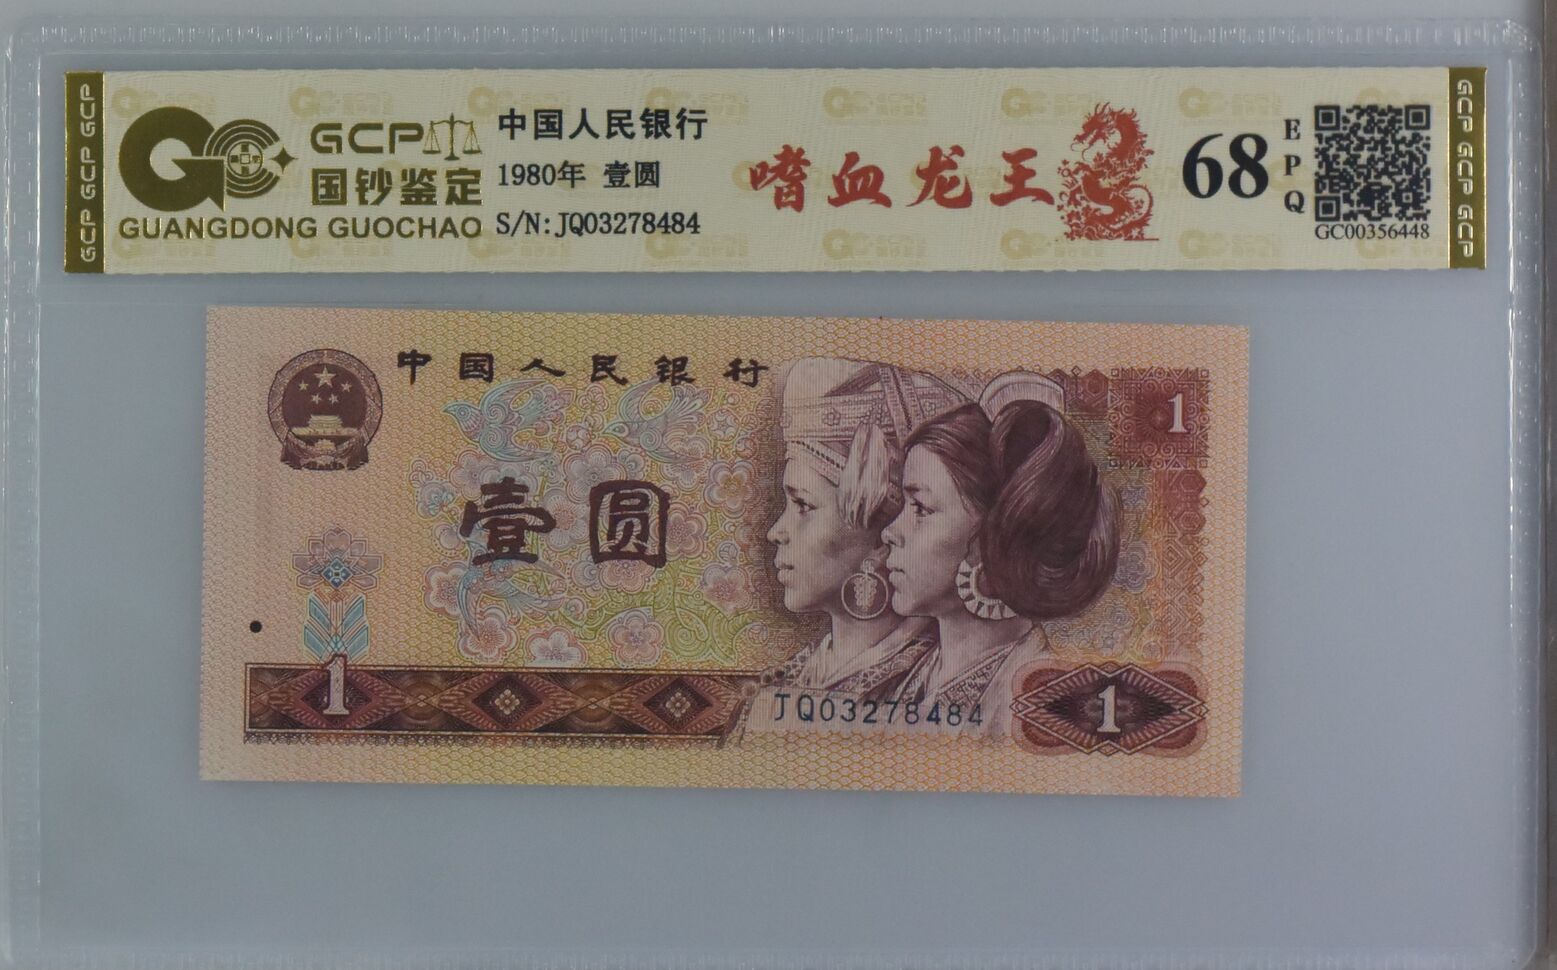 GCP GCP GCP
GCP
国钞鉴定
GUANGDONG GUOCHAO
中国人民银行
1980年 壹圆
S/N:JQ03278484
嗜血龙王
68
EPQ
GC00356448
GCP GCP GCP
中国人民银行
1
壹圆
1
JQ03278484
1